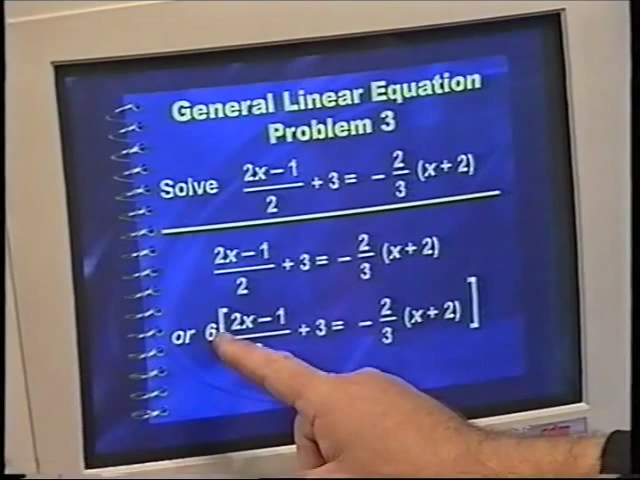 General Linear Equation
Problem 3
Solve (2x−1)/2 + 3 = −2/3 (x+2)
(2x−1)/2 + 3 = −2/3 (x+2)
or 6[(2x−1) + 3 = −2/3 (x+2)]